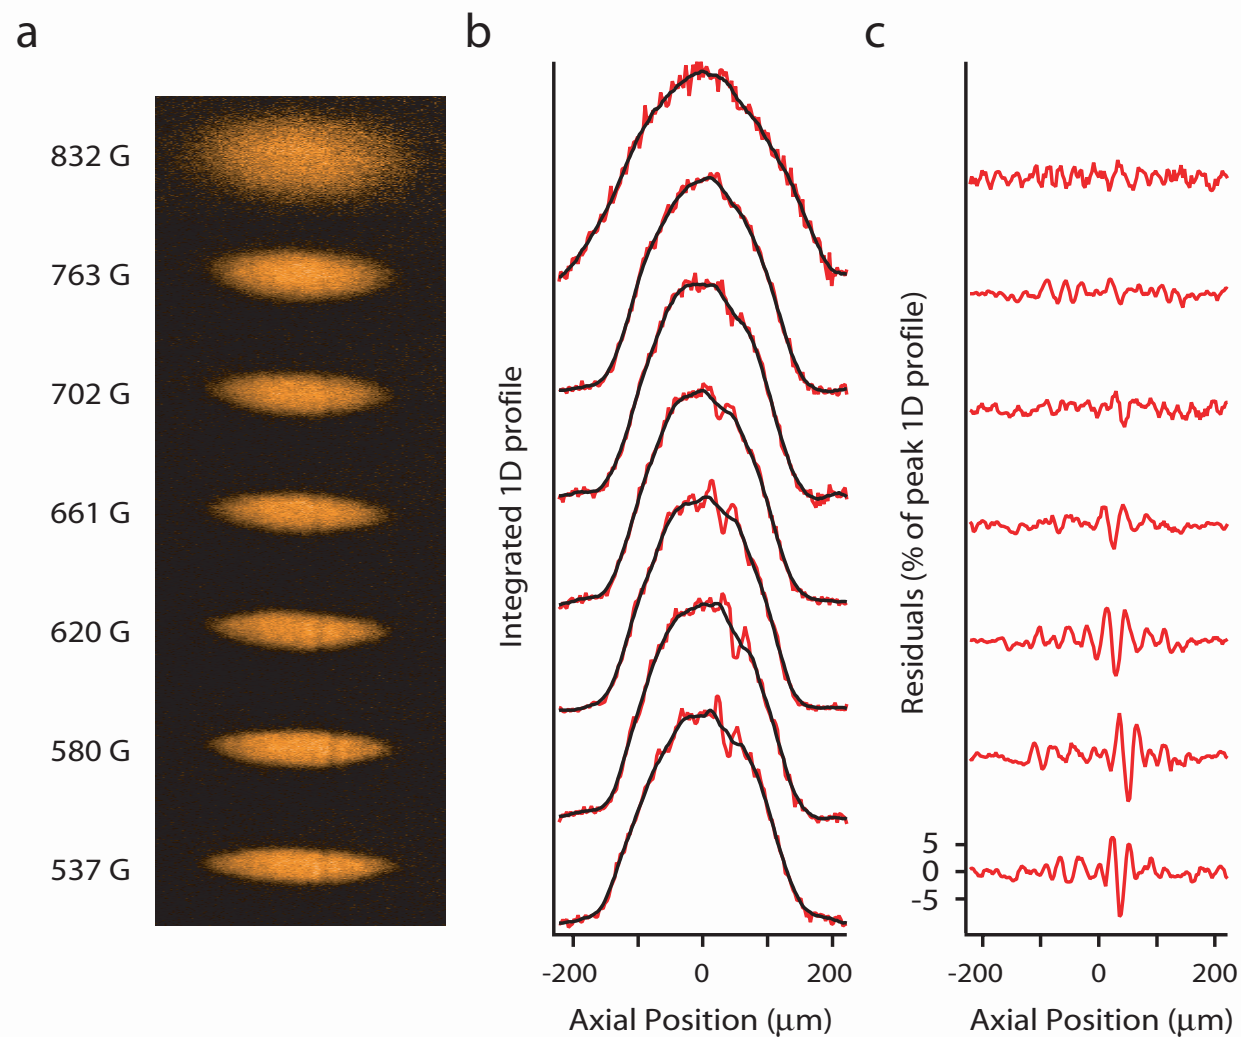 a
b
c
832 G
763 G
702 G
661 G
620 G
580 G
537 G
Integrated 1D profile
-200
0
200
Axial Position (μm)
Residuals (% of peak 1D profile)
5
0
-5
-200
0
200
Axial Position (μm)